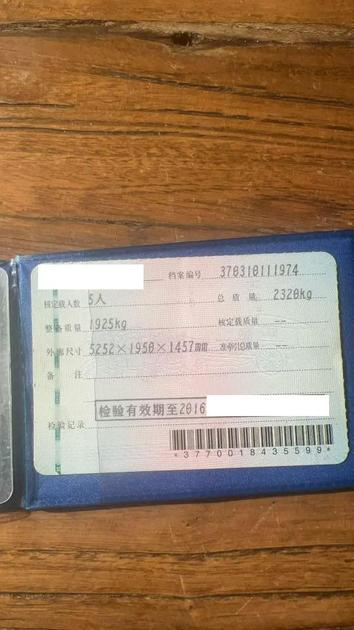 档案编号 370310111974
核定载人数 5人 总质量 2320kg
整备质量 1925kg 核定载质量 --
外廓尺寸 5252×1950×1457 准牵引总质量 --
备注
检验有效期至2016
检验记录
*3770018435599*